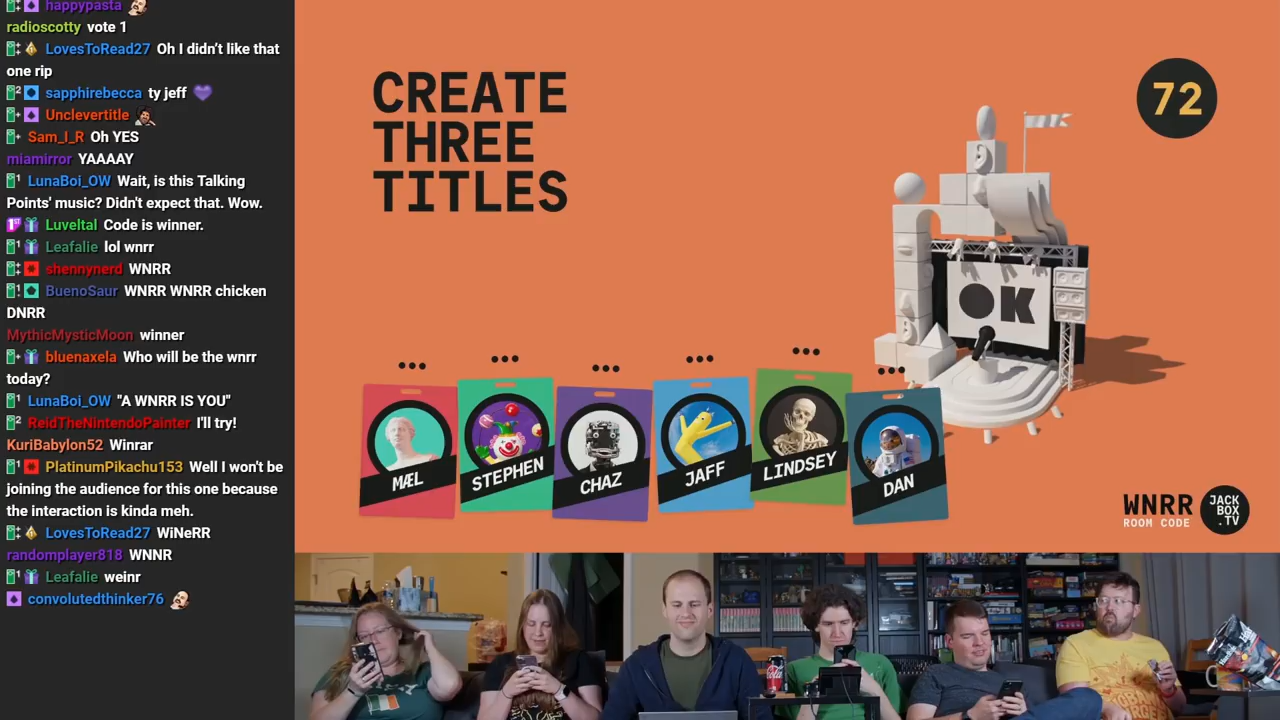 happypasta
radioscotty vote 1
LovesToRead27 Oh I didn't like that
one rip
sapphirebecca ty jeff
Unclevertitle
Sam_I_R Oh YES
miamirror YAAAAY
LunaBoi_OW Wait, is this Talking
Points' music? Didn't expect that. Wow.
Luveltal Code is winner.
Leafalie lol wnrr
shennynerd WNRR
BuenoSaur WNRR WNRR chicken
DNRR
MythicMysticMoon winner
bluenaxela Who will be the wnrr
today?
LunaBoi_OW "A WNRR IS YOU"
ReidTheNintendoPainter I'll try!
KuriBabylon52 Winrar
PlatinumPikachu153 Well I won't be
joining the audience for this one because
the interaction is kinda meh.
LovesToRead27 WiNeRR
randomplayer818 WNNR
Leafalie weinr
convolutedthinker76
CREATE
THREE
TITLES
72
OK
MÆL
STEPHEN
CHAZ
JAFF
LINDSEY
DAN
WNRR
ROOM CODE
JACK
BOX
.TV